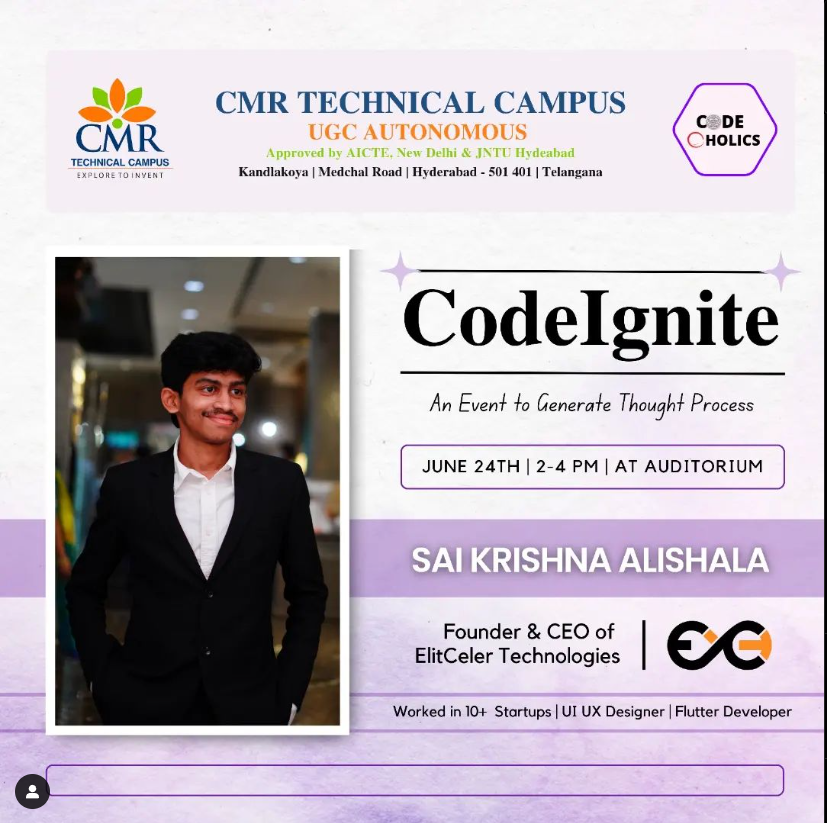 CMR TECHNICAL CAMPUS
UGC AUTONOMOUS
Approved by AICTE, New Delhi & JNTU Hydeabad
Kandlakoya | Medchal Road | Hyderabad - 501 401 | Telangana
CMR
TECHNICAL CAMPUS
EXPLORE TO INVENT
CODE
HOLICS
CodeIgnite
An Event to Generate Thought Process
JUNE 24TH | 2-4 PM | AT AUDITORIUM
SAI KRISHNA ALISHALA
Founder & CEO of
ElitCeler Technologies
Worked in 10+ Startups | UI UX Designer | Flutter Developer